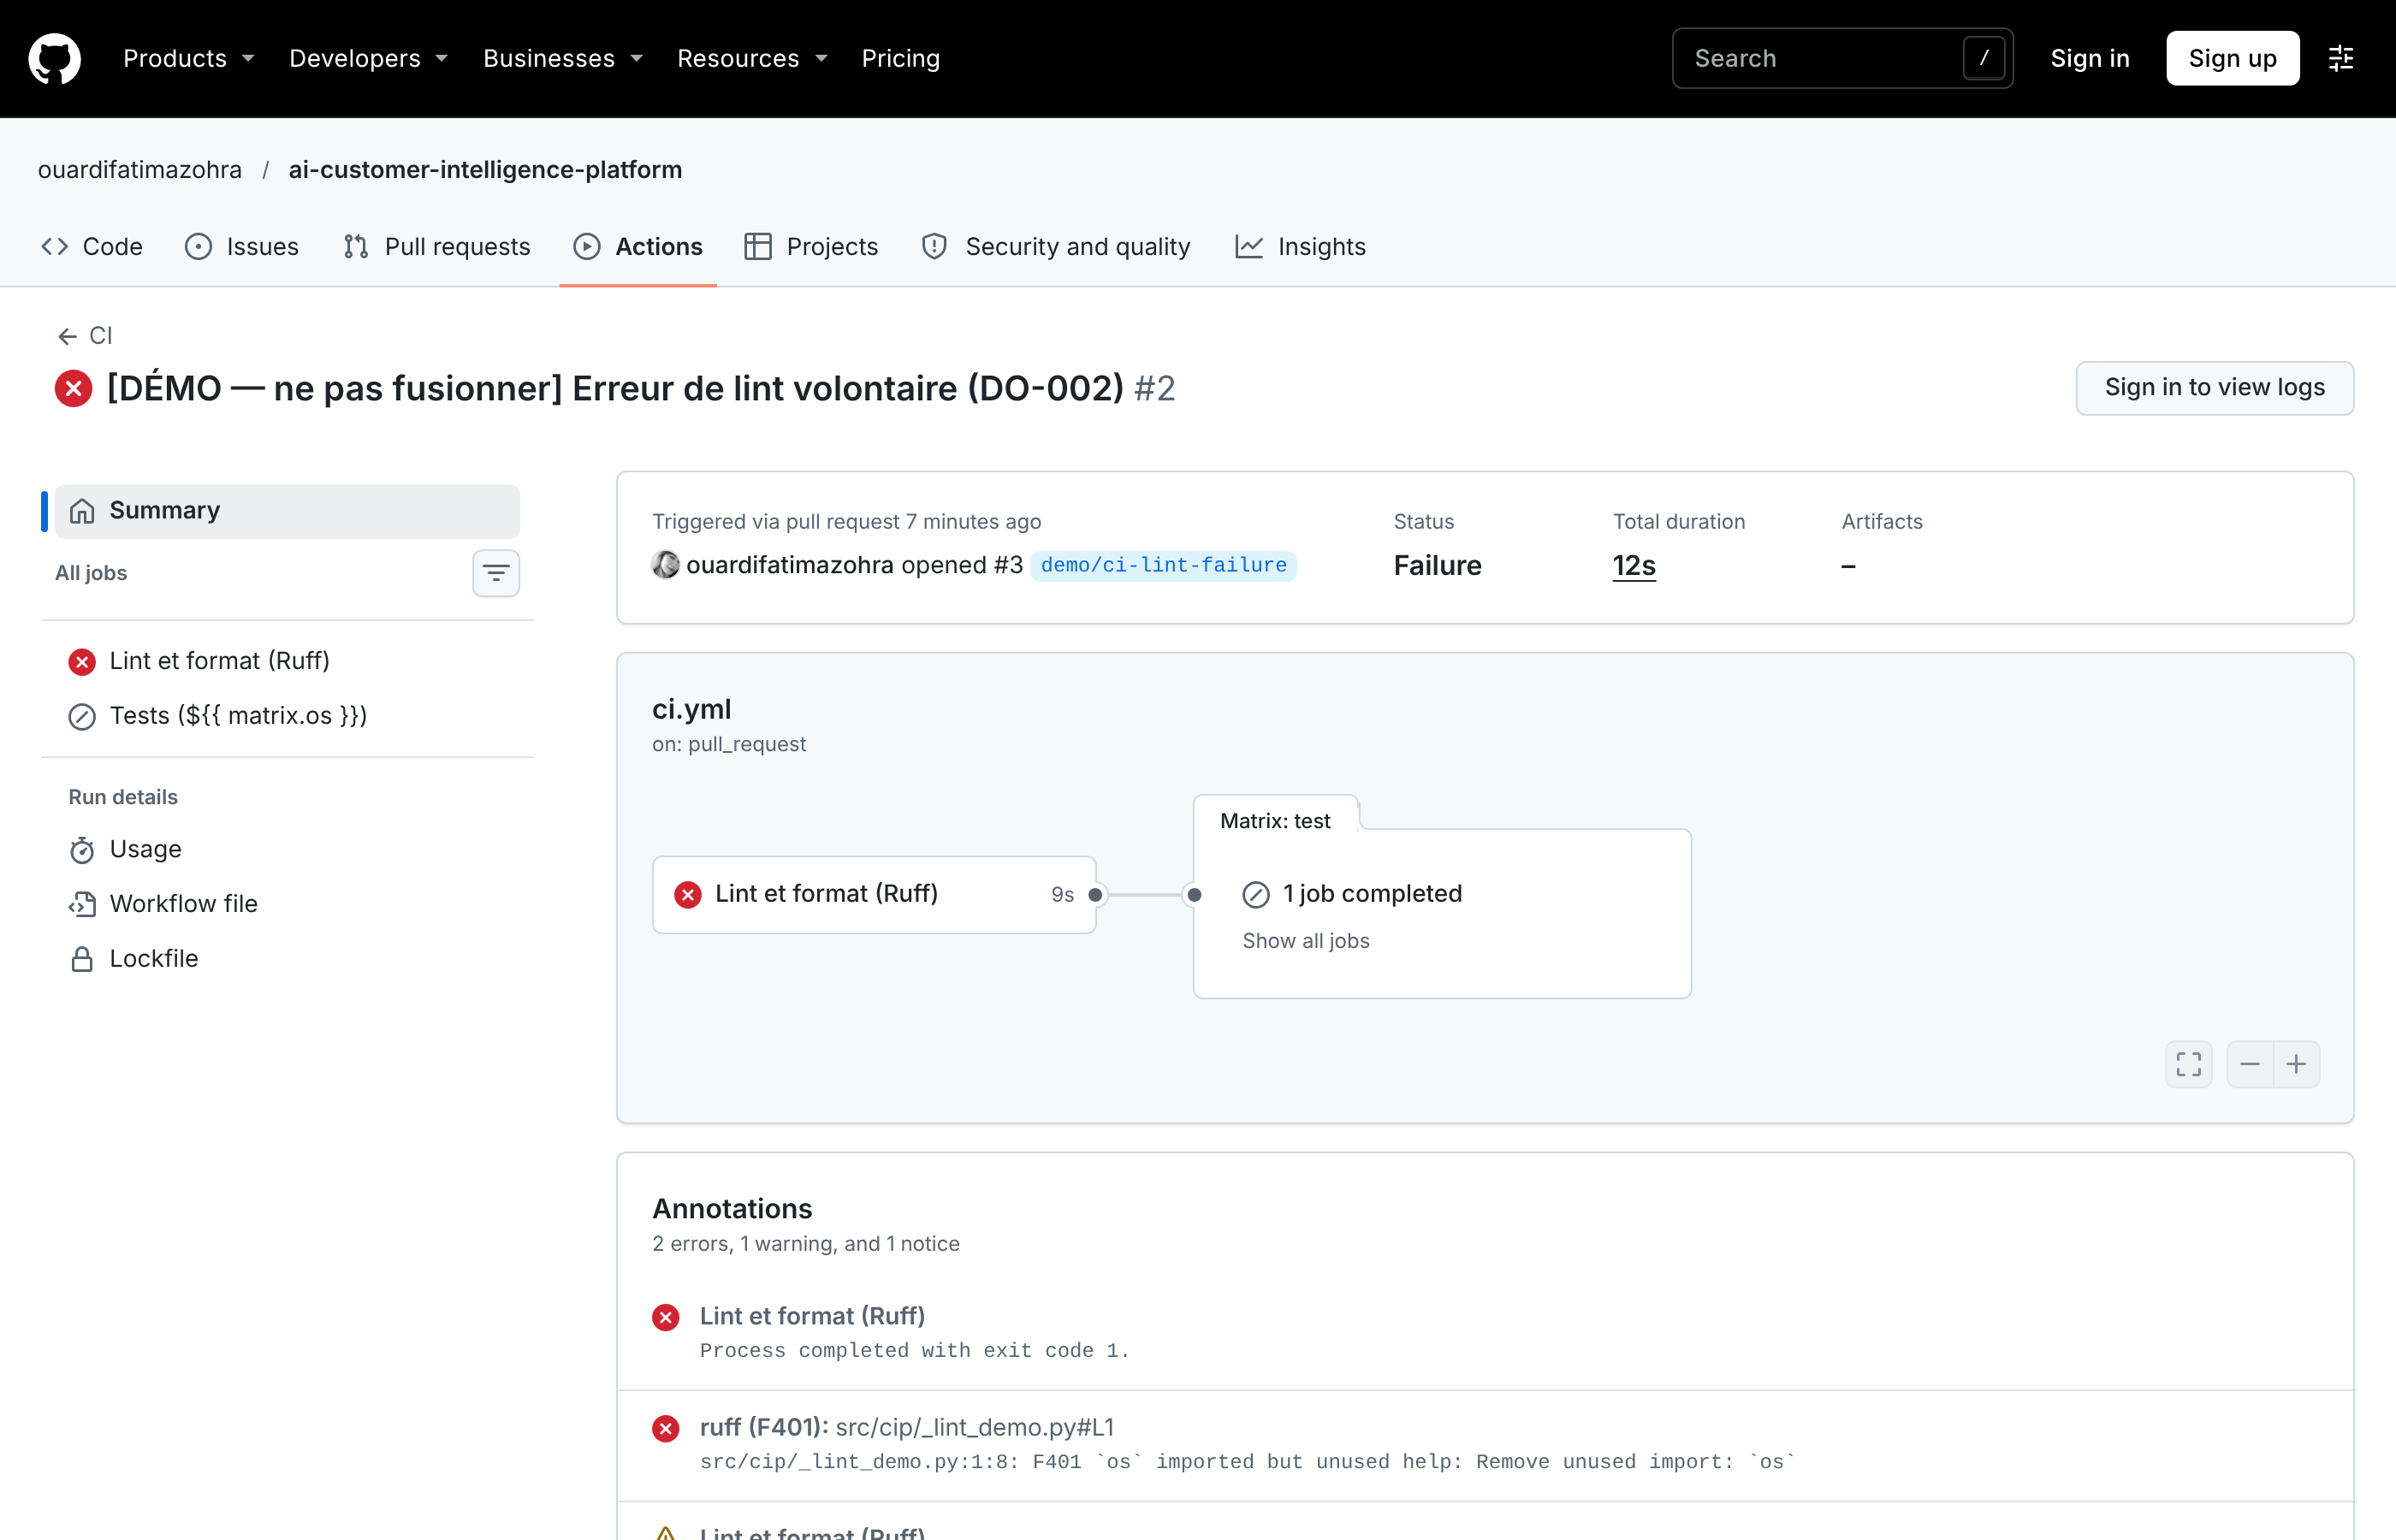 Products Developers Businesses Resources Pricing Search / Sign in Sign up
ouardifatimazohra / ai-customer-intelligence-platform
Code Issues Pull requests Actions Projects Security and quality Insights
CI
[DÉMO — ne pas fusionner] Erreur de lint volontaire (DO-002) #2
Sign in to view logs
Summary
All jobs
Lint et format (Ruff)
Tests (${{ matrix.os }})
Run details
Usage
Workflow file
Lockfile
Triggered via pull request 7 minutes ago
ouardifatimazohra opened #3 demo/ci-lint-failure
Status
Failure
Total duration
12s
Artifacts
–
ci.yml
on: pull_request
Lint et format (Ruff) 9s
Matrix: test
1 job completed
Show all jobs
Annotations
2 errors, 1 warning, and 1 notice
Lint et format (Ruff)
Process completed with exit code 1.
ruff (F401): src/cip/_lint_demo.py#L1
src/cip/_lint_demo.py:1:8: F401 `os` imported but unused help: Remove unused import: `os`
Lint et format (Ruff)